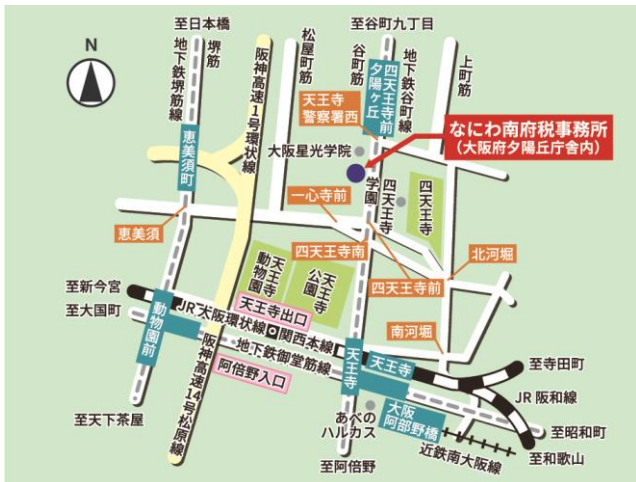 至日本橋
至谷町九丁目
N
地下鉄堺筋線
堺筋
阪神高速1号環状線
松屋町筋
谷町筋
四天王寺前
夕陽ヶ丘
地下鉄谷町線
上町筋
天王寺
警察署西
なにわ南府税事務所
(大阪府夕陽丘庁舎内)
大阪星光学院
恵美須町
一心寺前
学園
四天王寺
四天王寺
恵美須
四天王寺南
四天王寺前
北河堀
天王寺
動物園
天王寺
公園
至新今宮
至大国町
天王寺出口
JR大阪環状線
関西本線
南河堀
動物園前
地下鉄御堂筋線
天王寺
天王寺
至寺田町
阿倍野入口
JR 阪和線
阪神高速14号松原線
至天下茶屋
あべの
ハルカス
大阪
阿部野橋
至昭和町
至阿倍野
近鉄南大阪線
至和歌山